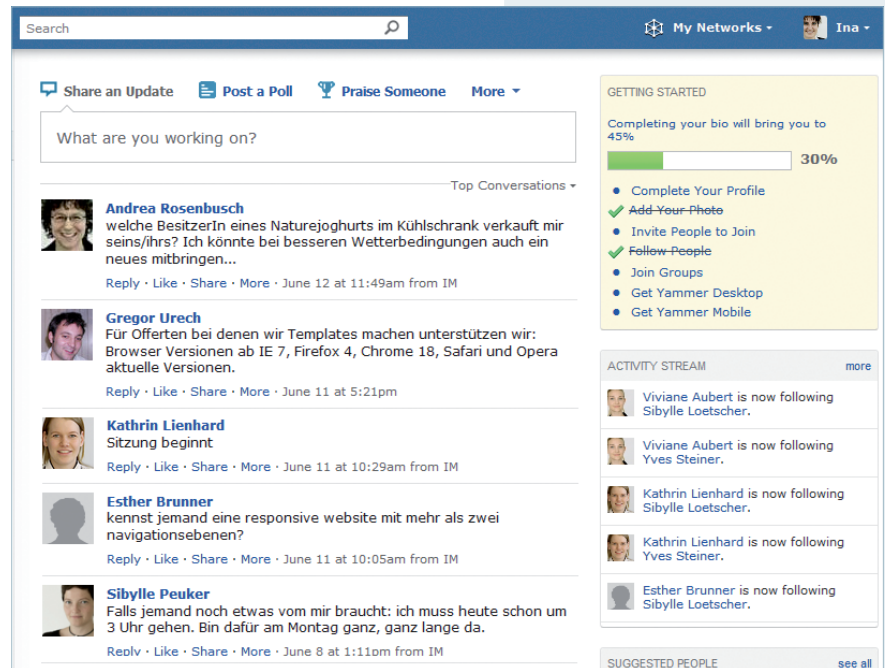 Search
My Networks
Ina
Share an Update Post a Poll Praise Someone More
What are you working on?
Top Conversations
Andrea Rosenbusch
welche BesitzerIn eines Naturejoghurts im Kühlschrank verkauft mir
seins/ihrs? Ich könnte bei besseren Wetterbedingungen auch ein
neues mitbringen...
Reply · Like · Share · More · June 12 at 11:49am from IM
Gregor Urech
Für Offerten bei denen wir Templates machen unterstützen wir:
Browser Versionen ab IE 7, Firefox 4, Chrome 18, Safari und Opera
aktuelle Versionen.
Reply · Like · Share · More · June 11 at 5:21pm
Kathrin Lienhard
Sitzung beginnt
Reply · Like · Share · More · June 11 at 10:29am from IM
Esther Brunner
kennst jemand eine responsive website mit mehr als zwei
navigationsebenen?
Reply · Like · Share · More · June 11 at 10:05am from IM
Sibylle Peuker
Falls jemand noch etwas vom mir braucht: ich muss heute schon um
3 Uhr gehen. Bin dafür am Montag ganz, ganz lange da.
Reply · Like · Share · More · June 8 at 1:11pm from IM
GETTING STARTED
Completing your bio will bring you to
45%
30%
Complete Your Profile
Add Your Photo
Invite People to Join
Follow People
Join Groups
Get Yammer Desktop
Get Yammer Mobile
ACTIVITY STREAM more
Viviane Aubert is now following
Sibylle Loetscher.
Viviane Aubert is now following
Yves Steiner.
Kathrin Lienhard is now following
Sibylle Loetscher.
Kathrin Lienhard is now following
Yves Steiner.
Esther Brunner is now following
Sibylle Loetscher.
SUGGESTED PEOPLE see all